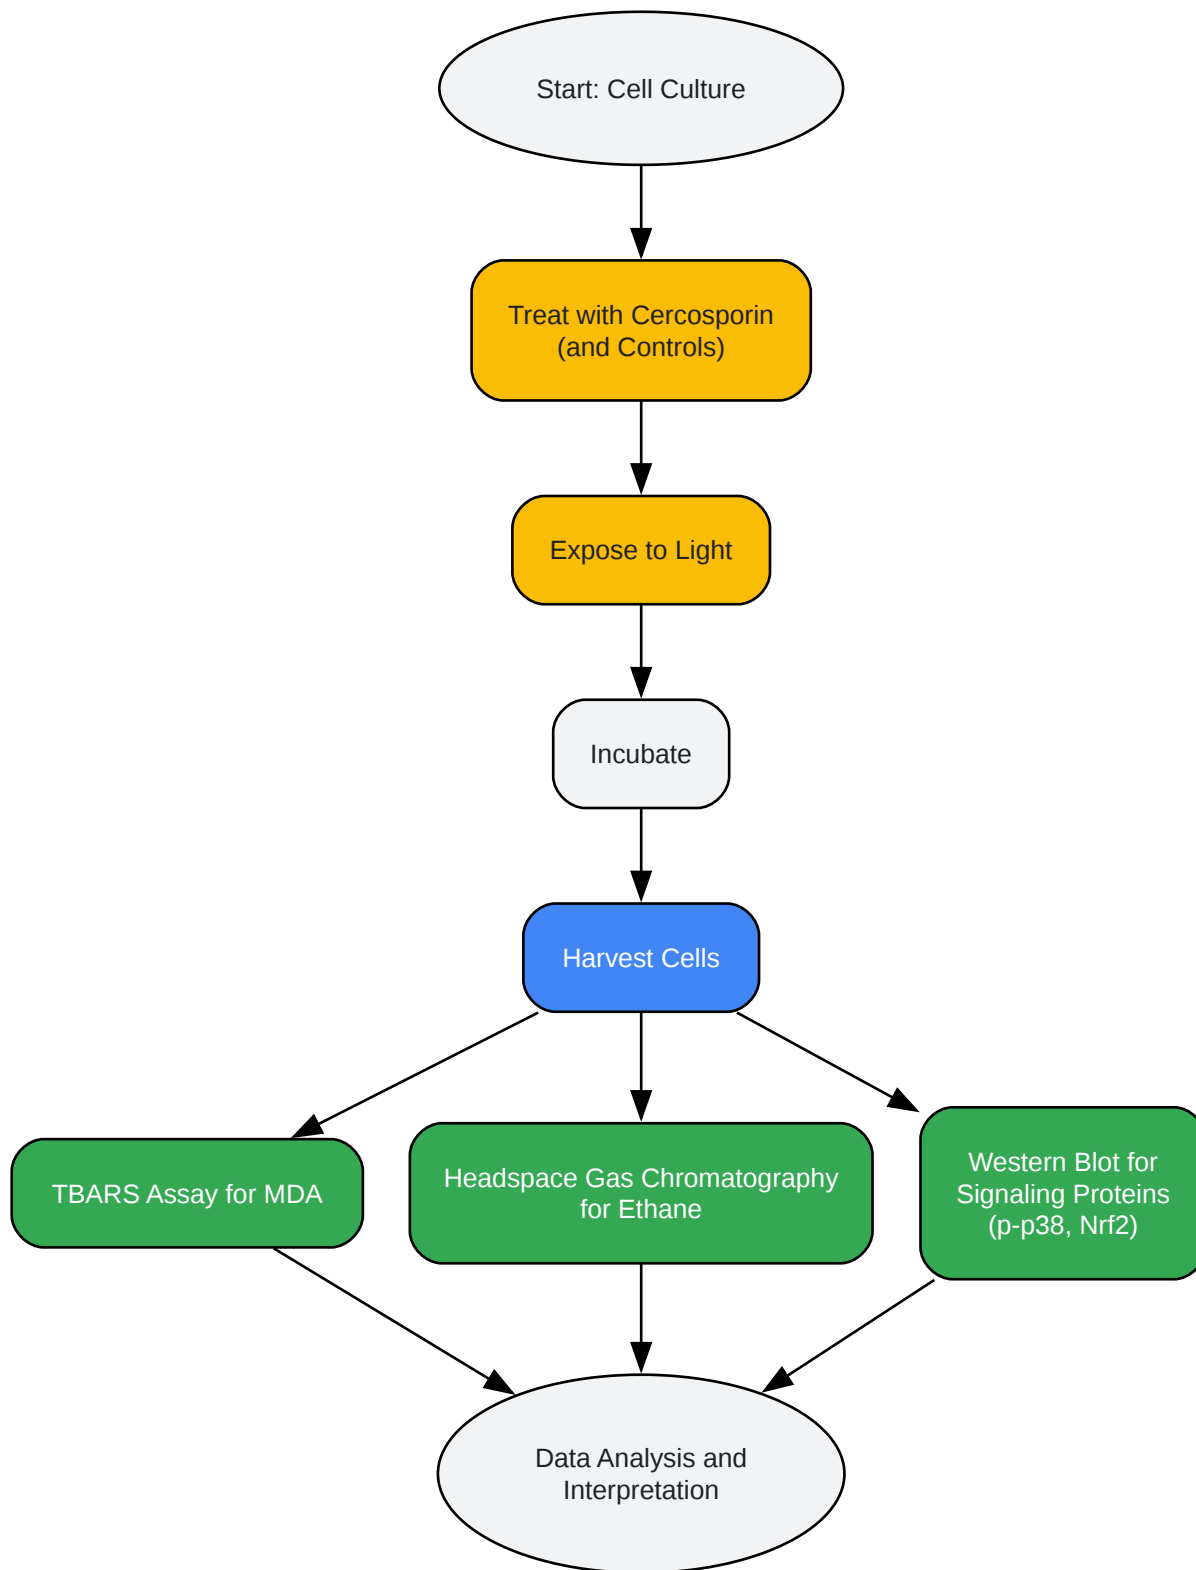 Start: Cell Culture
Treat with Cercosporin
(and Controls)
Expose to Light
Incubate
Harvest Cells
TBARS Assay for MDA
Headspace Gas Chromatography
for Ethane
Western Blot for
Signaling Proteins
(p-p38, Nrf2)
Data Analysis and
Interpretation